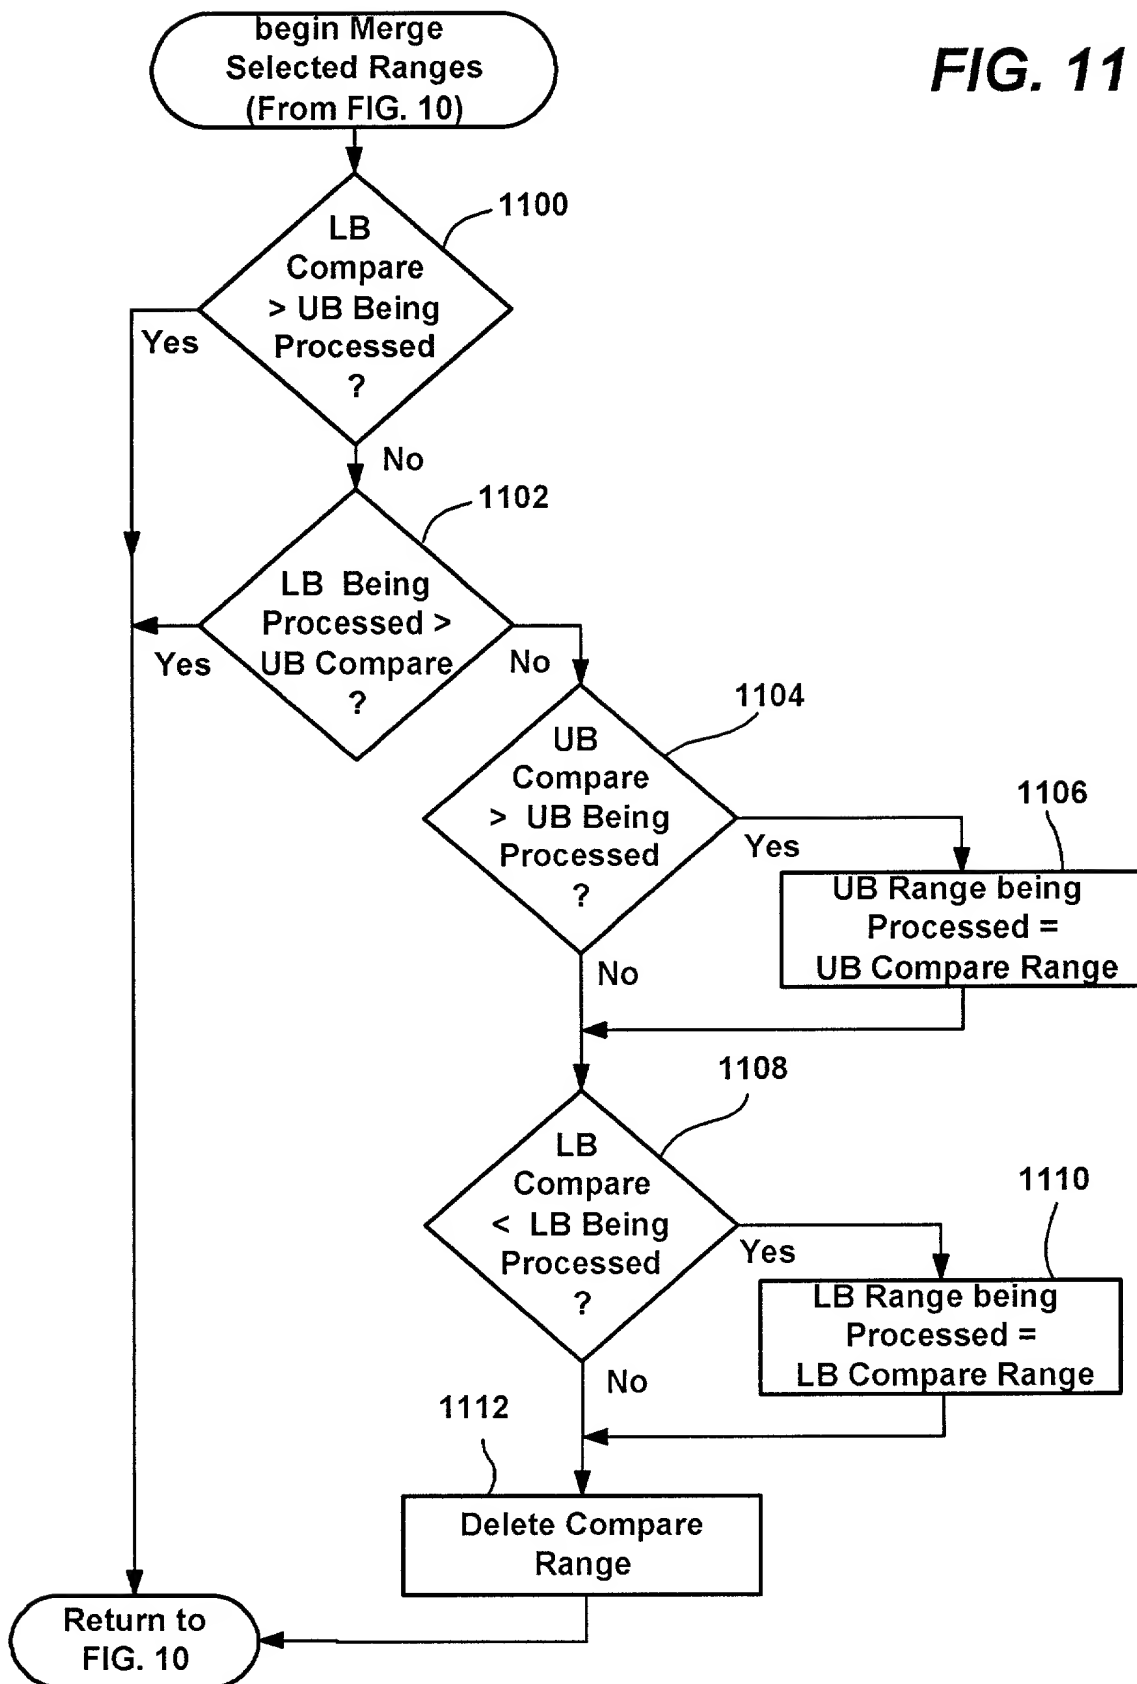 begin Merge
Selected Ranges
(From FIG. 10)
FIG. 11
1100
LB
Compare
> UB Being
Processed
?
Yes
No
1102
LB Being
Processed >
UB Compare
?
Yes
No
1104
UB
Compare
> UB Being
Processed
?
Yes
No
1106
UB Range being
Processed =
UB Compare Range
1108
LB
Compare
< LB Being
Processed
?
Yes
No
1110
LB Range being
Processed =
LB Compare Range
1112
Delete Compare
Range
Return to
FIG. 10